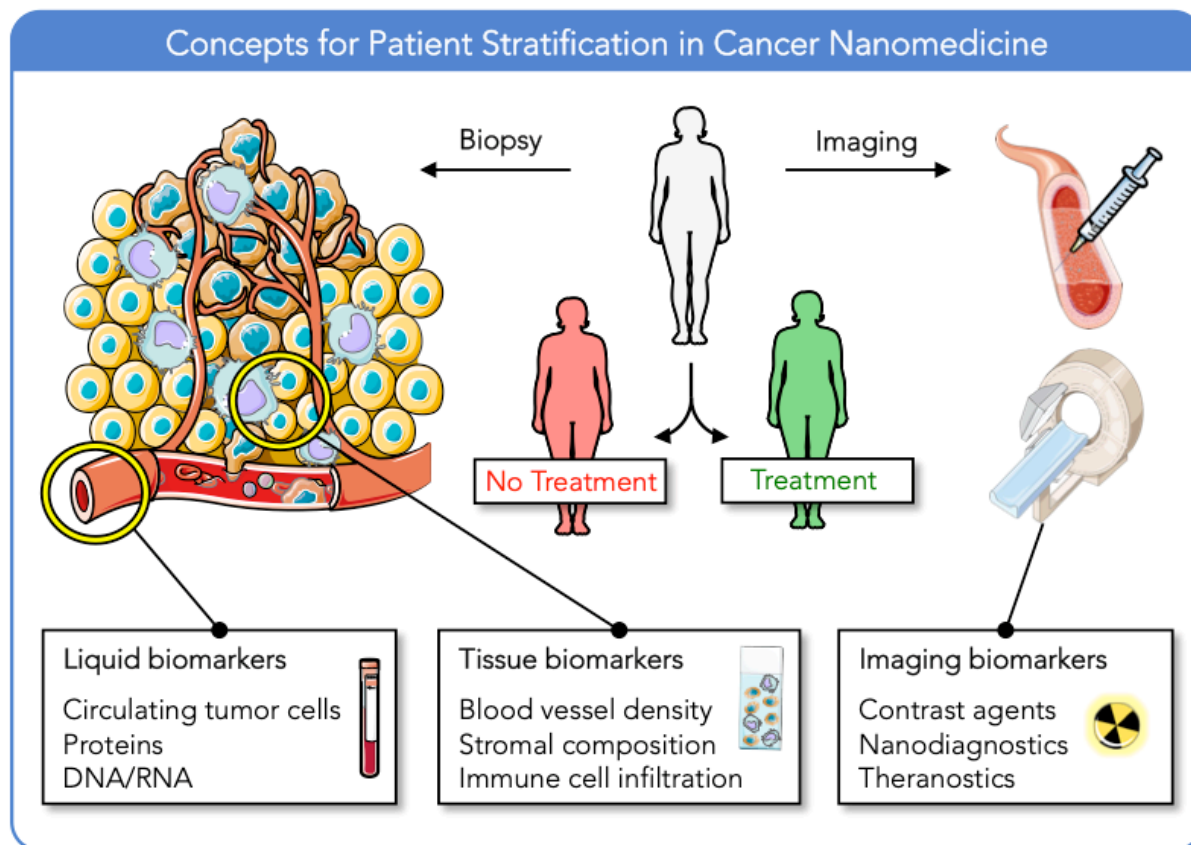 Concepts for Patient Stratification in Cancer Nanomedicine
Biopsy
Imaging
No Treatment
Treatment
Liquid biomarkers
Circulating tumor cells
Proteins
DNA/RNA
Tissue biomarkers
Blood vessel density
Stromal composition
Immune cell infiltration
Imaging biomarkers
Contrast agents
Nanodiagnostics
Theranostics